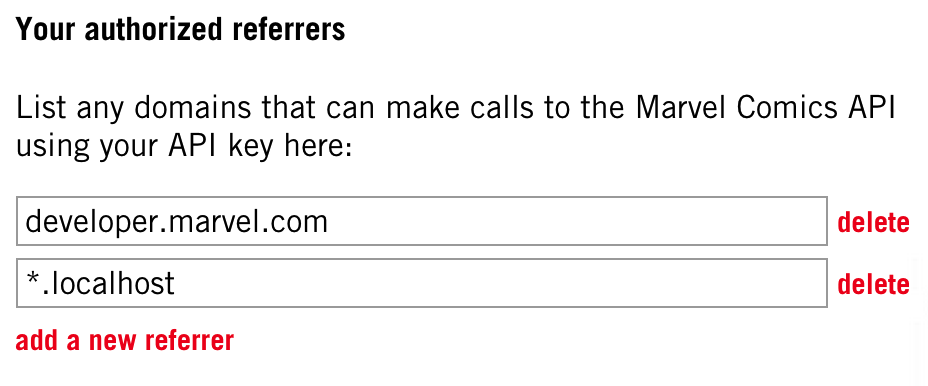 Your authorized referrers
List any domains that can make calls to the Marvel Comics API
using your API key here:
developer.marvel.com delete
*.localhost delete
add a new referrer